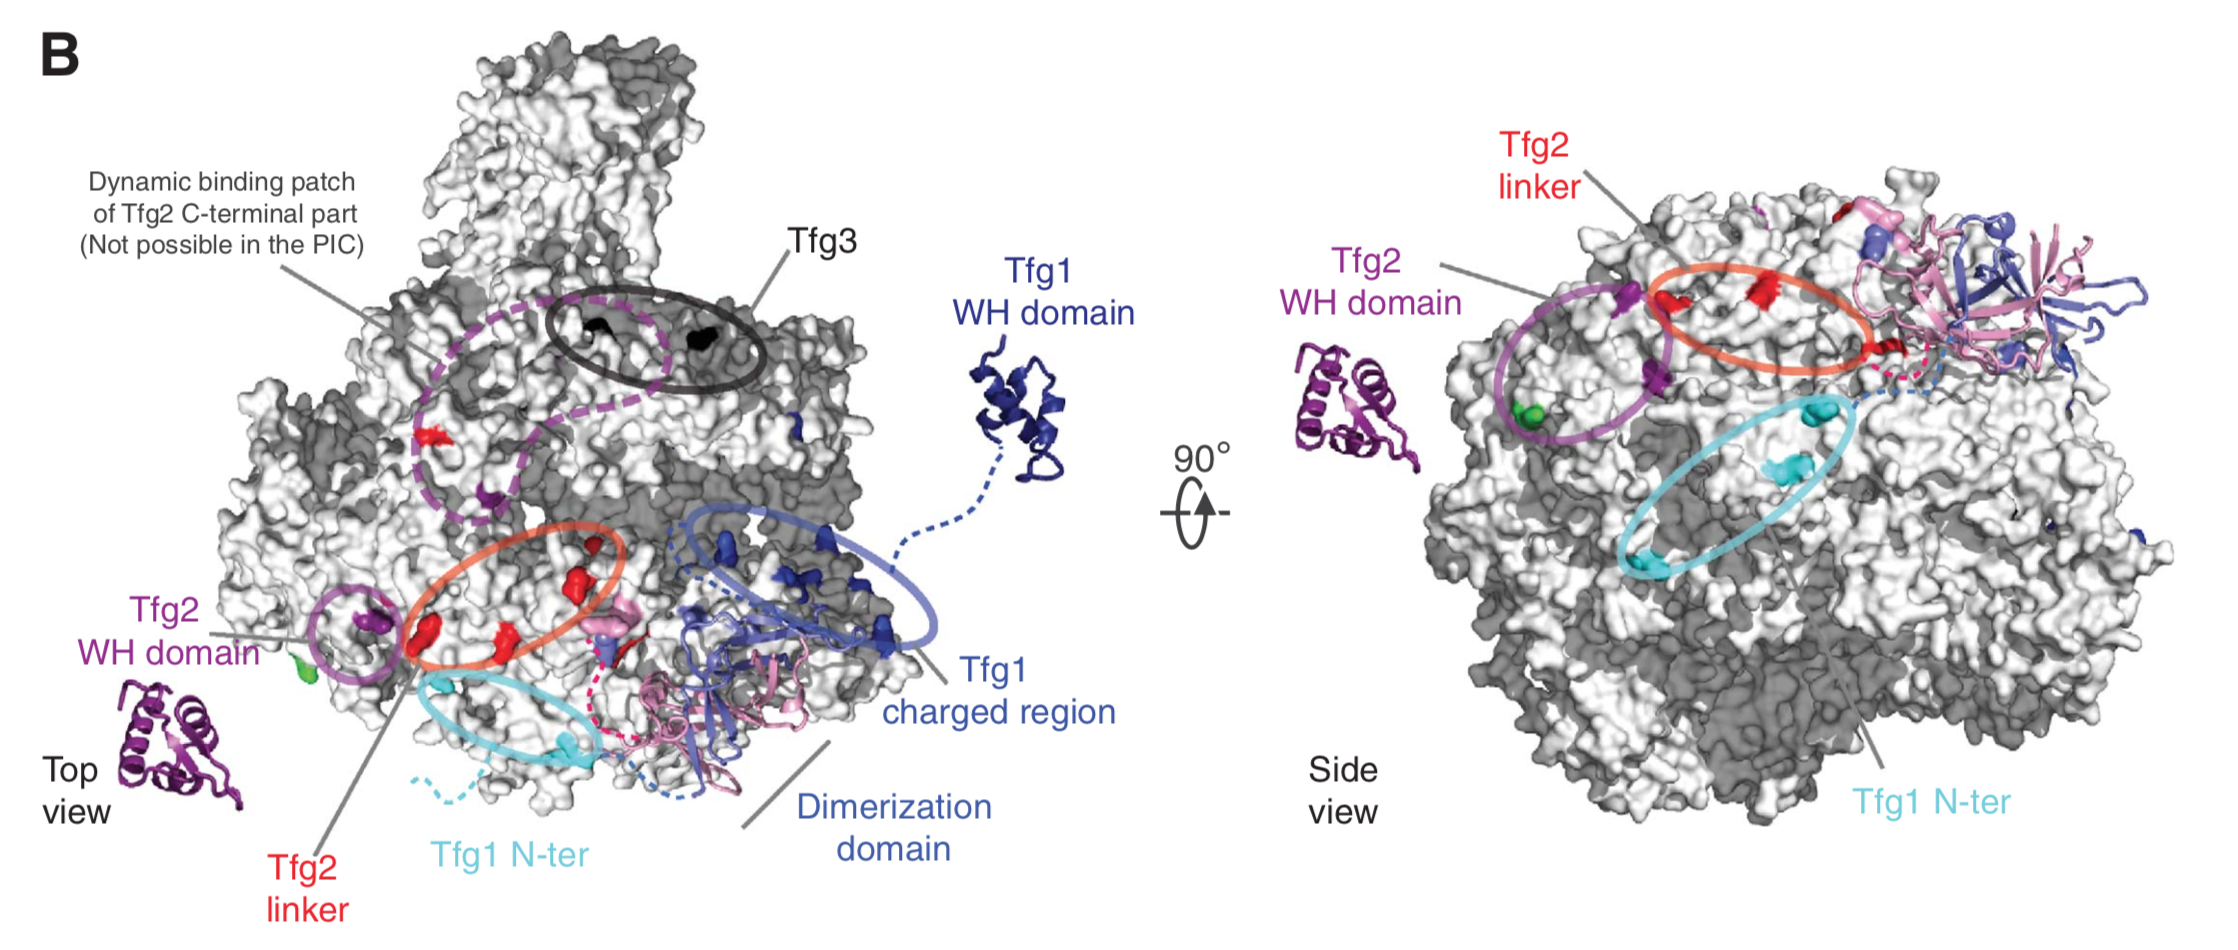 B
Dynamic binding patch
of Tfg2 C-terminal part
(Not possible in the PIC)
Tfg3
Tfg1
WH domain
Tfg2
WH domain
Tfg1
charged region
Top
view
Dimerization
domain
Tfg1 N-ter
Tfg2
linker
90°
Tfg2
linker
Tfg2
WH domain
Side
view
Tfg1 N-ter